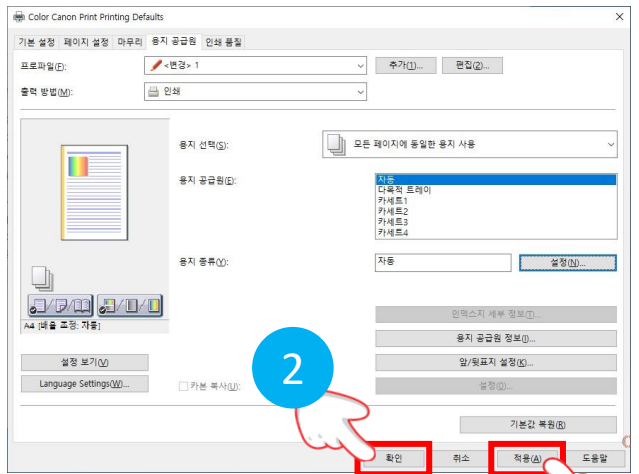 Color Canon Print Printing Defaults
기본 설정 페이지 설정 마무리 용지 공급원 인쇄 품질
프로파일(F): <변경> 1 추가(1)... 편집(2)...
출력 방법(M): 인쇄
용지 선택(S): 모든 페이지에 동일한 용지 사용
용지 공급원(E): 자동
다목적 트레이
카세트1
카세트2
카세트3
카세트4
용지 종류(Y): 자동 설정(N)...
A4 [배율 조정: 자동]
인덱스지 세부 정보(T)...
용지 공급원 정보(J)...
설정 보기(V) 앞/뒷표지 설정(K)...
Language Settings(W)... 카본 복사(U): 설정(O)...
2
기본값 복원(R)
확인 취소 적용(A) 도움말